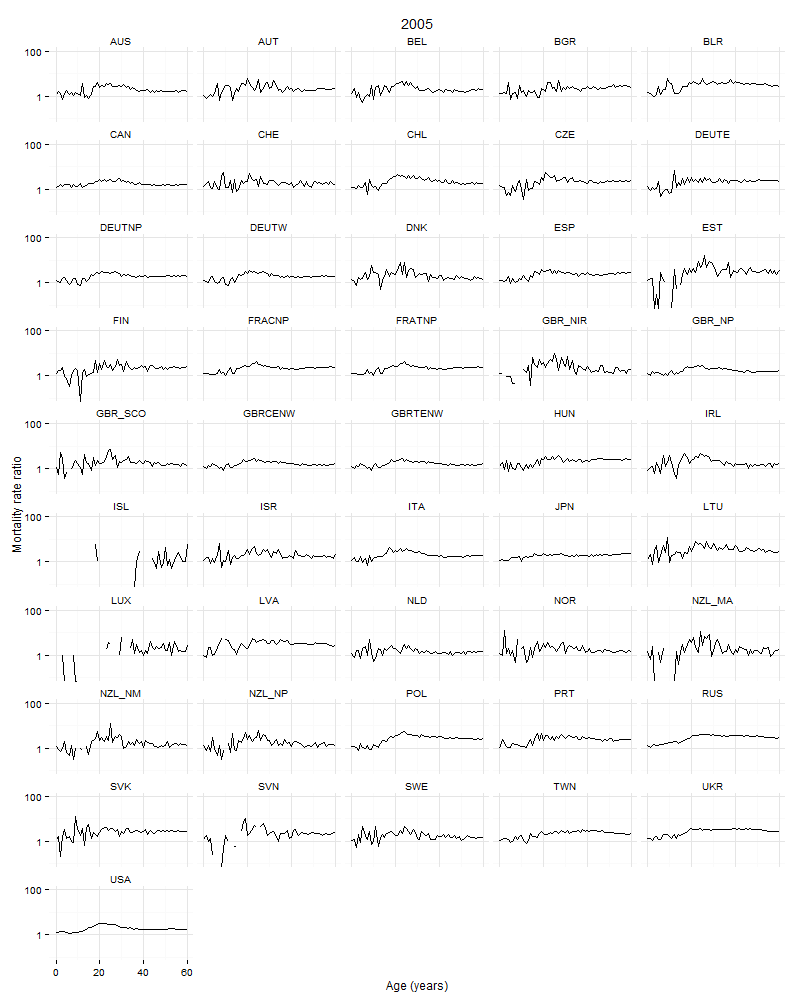 2005
AUS AUT BEL BGR BLR
100
1
CAN CHE CHL CZE DEUTE
100
1
DEUTNP DEUTW DNK ESP EST
100
1
FIN FRACNP FRATNP GBR_NIR GBR_NP
100
1
GBR_SCO GBRCENW GBRTENW HUN IRL
100
1
Mortality rate ratio
ISL ISR ITA JPN LTU
100
1
LUX LVA NLD NOR NZL_MA
100
1
NZL_NM NZL_NP POL PRT RUS
100
1
SVK SVN SWE TWN UKR
100
1
USA
100
1
0 20 40 60
Age (years)